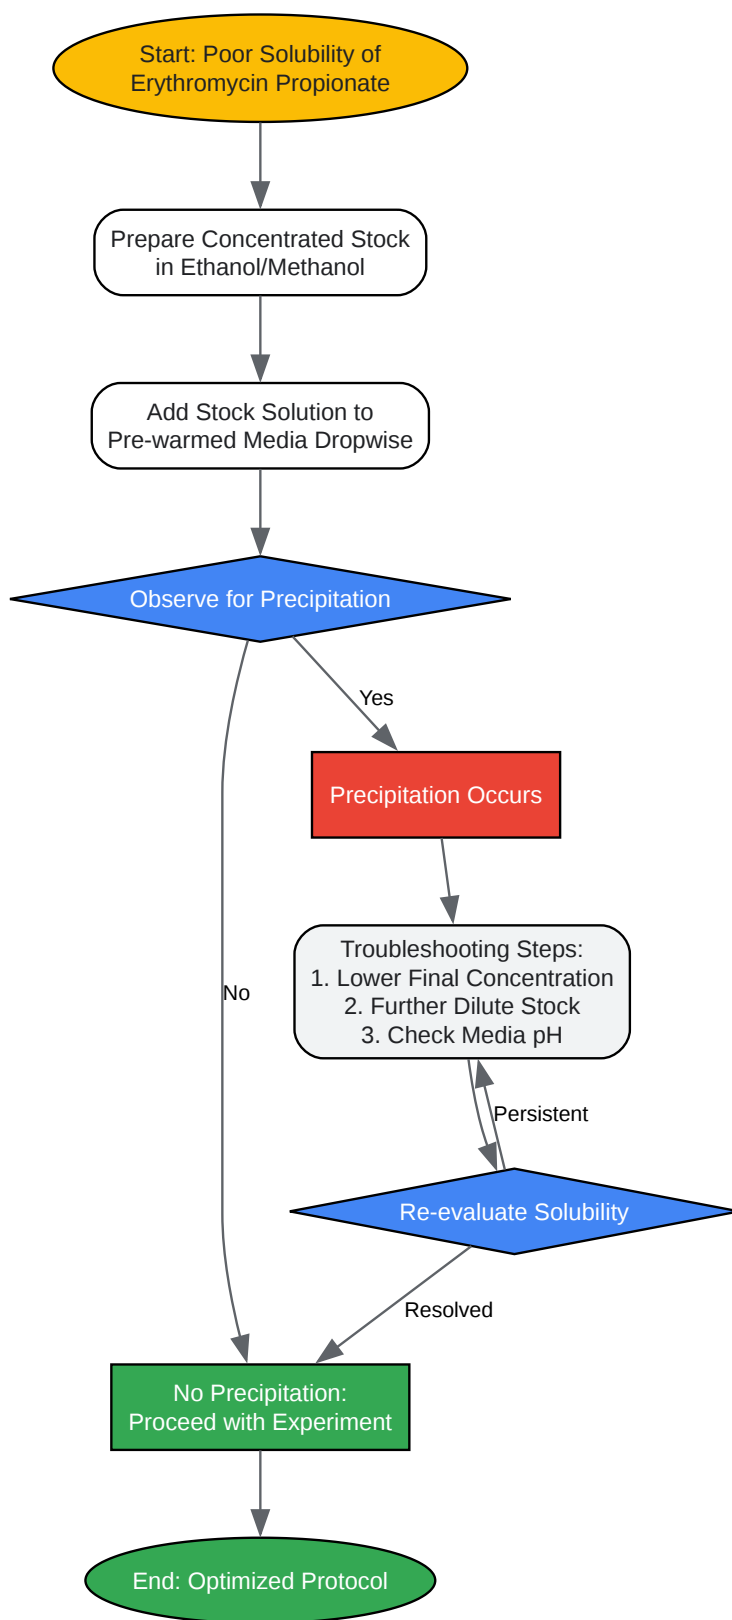 Start: Poor Solubility of
Erythromycin Propionate
Prepare Concentrated Stock
in Ethanol/Methanol
Add Stock Solution to
Pre-warmed Media Dropwise
Observe for Precipitation
Yes
Precipitation Occurs
No
Troubleshooting Steps:
1. Lower Final Concentration
2. Further Dilute Stock
3. Check Media pH
Persistent
Re-evaluate Solubility
Resolved
No Precipitation:
Proceed with Experiment
End: Optimized Protocol